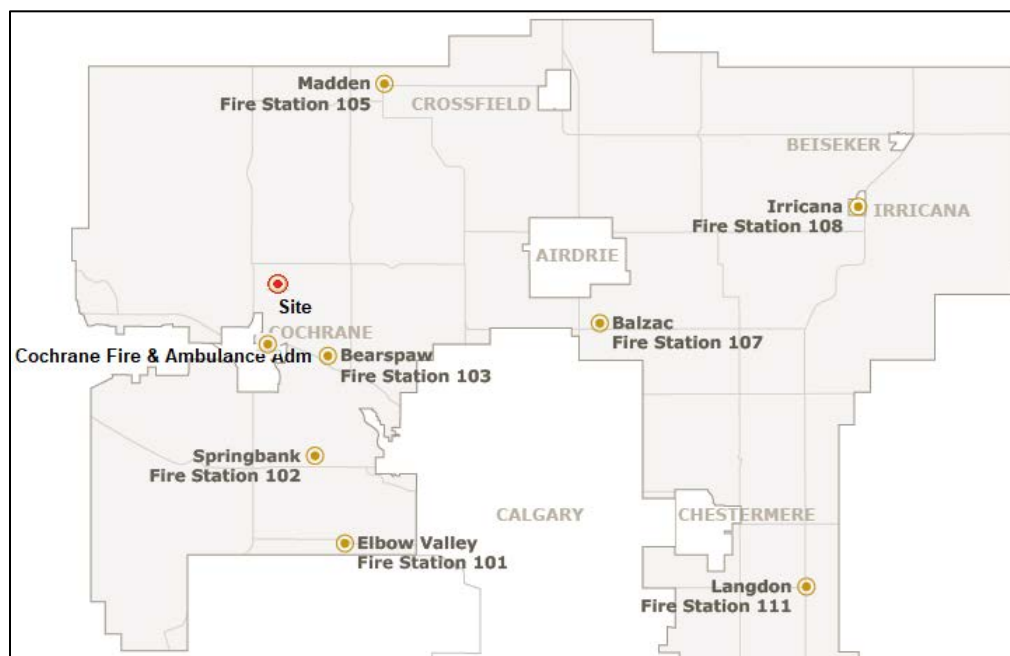 Madden
Fire Station 105
CROSSFIELD
BEISEKER
Irricana
Fire Station 108
IRRICANA
AIRDRIE
Site
COCHRANE
Cochrane Fire & Ambulance Adm
Balzac
Fire Station 107
Bearspaw
Fire Station 103
Springbank
Fire Station 102
CALGARY
CHESTERMERE
Elbow Valley
Fire Station 101
Langdon
Fire Station 111